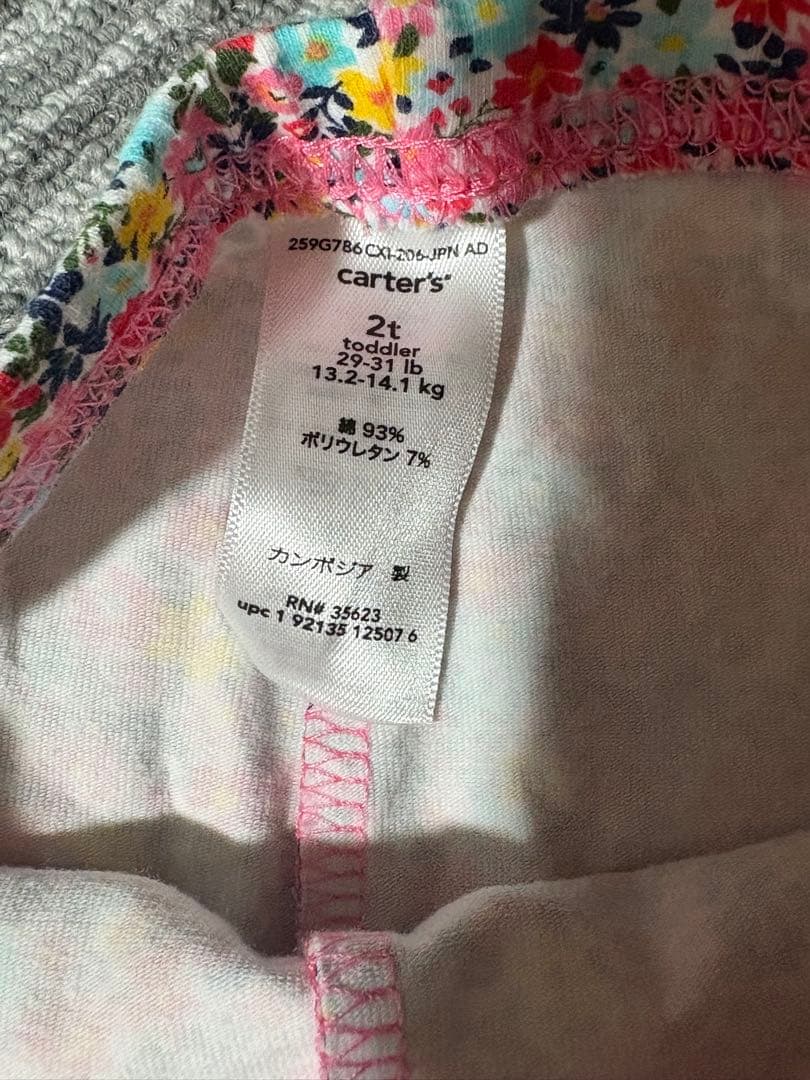 259G786 CX1-206-JPN AD
carter's
2t
toddler
29-31 lb
13.2-14.1 kg
綿 93%
ポリウレタン 7%
カンボジア 製
RN# 35623
upc 1 92135 12507 6